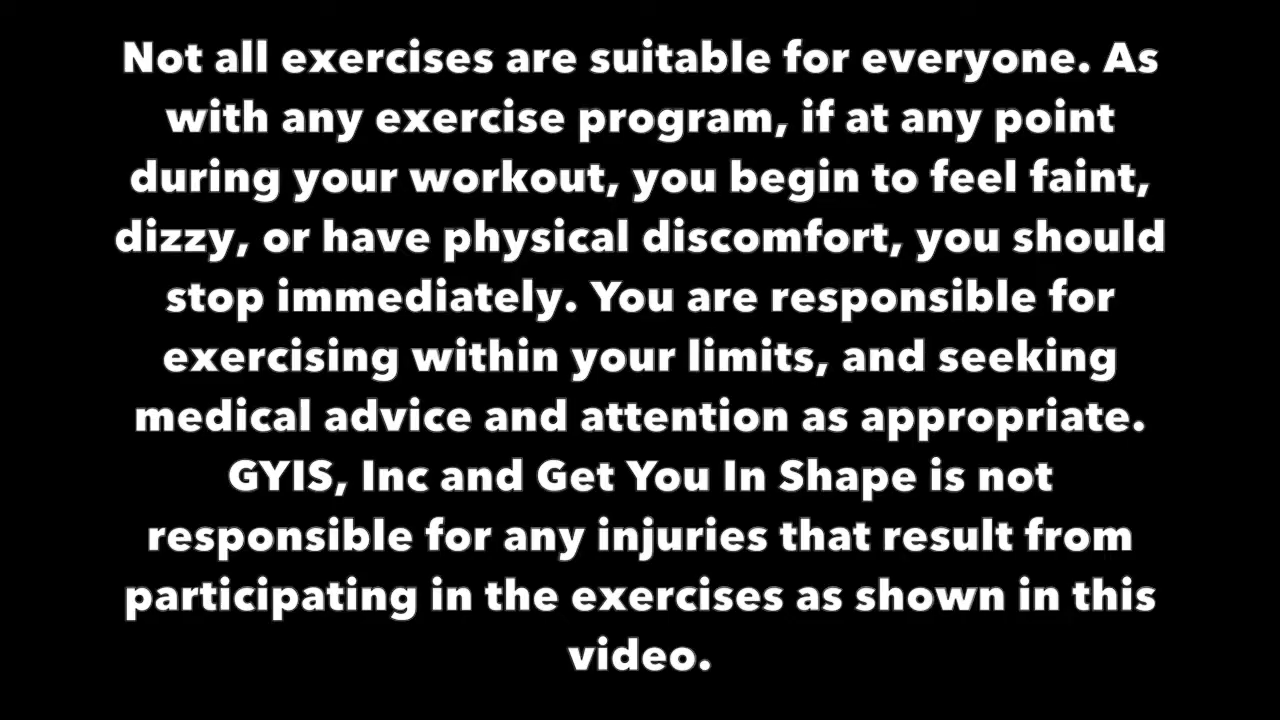 Not all exercises are suitable for everyone. As
with any exercise program, if at any point
during your workout, you begin to feel faint,
dizzy, or have physical discomfort, you should
stop immediately. You are responsible for
exercising within your limits, and seeking
medical advice and attention as appropriate.
GYIS, Inc and Get You In Shape is not
responsible for any injuries that result from
participating in the exercises as shown in this
video.